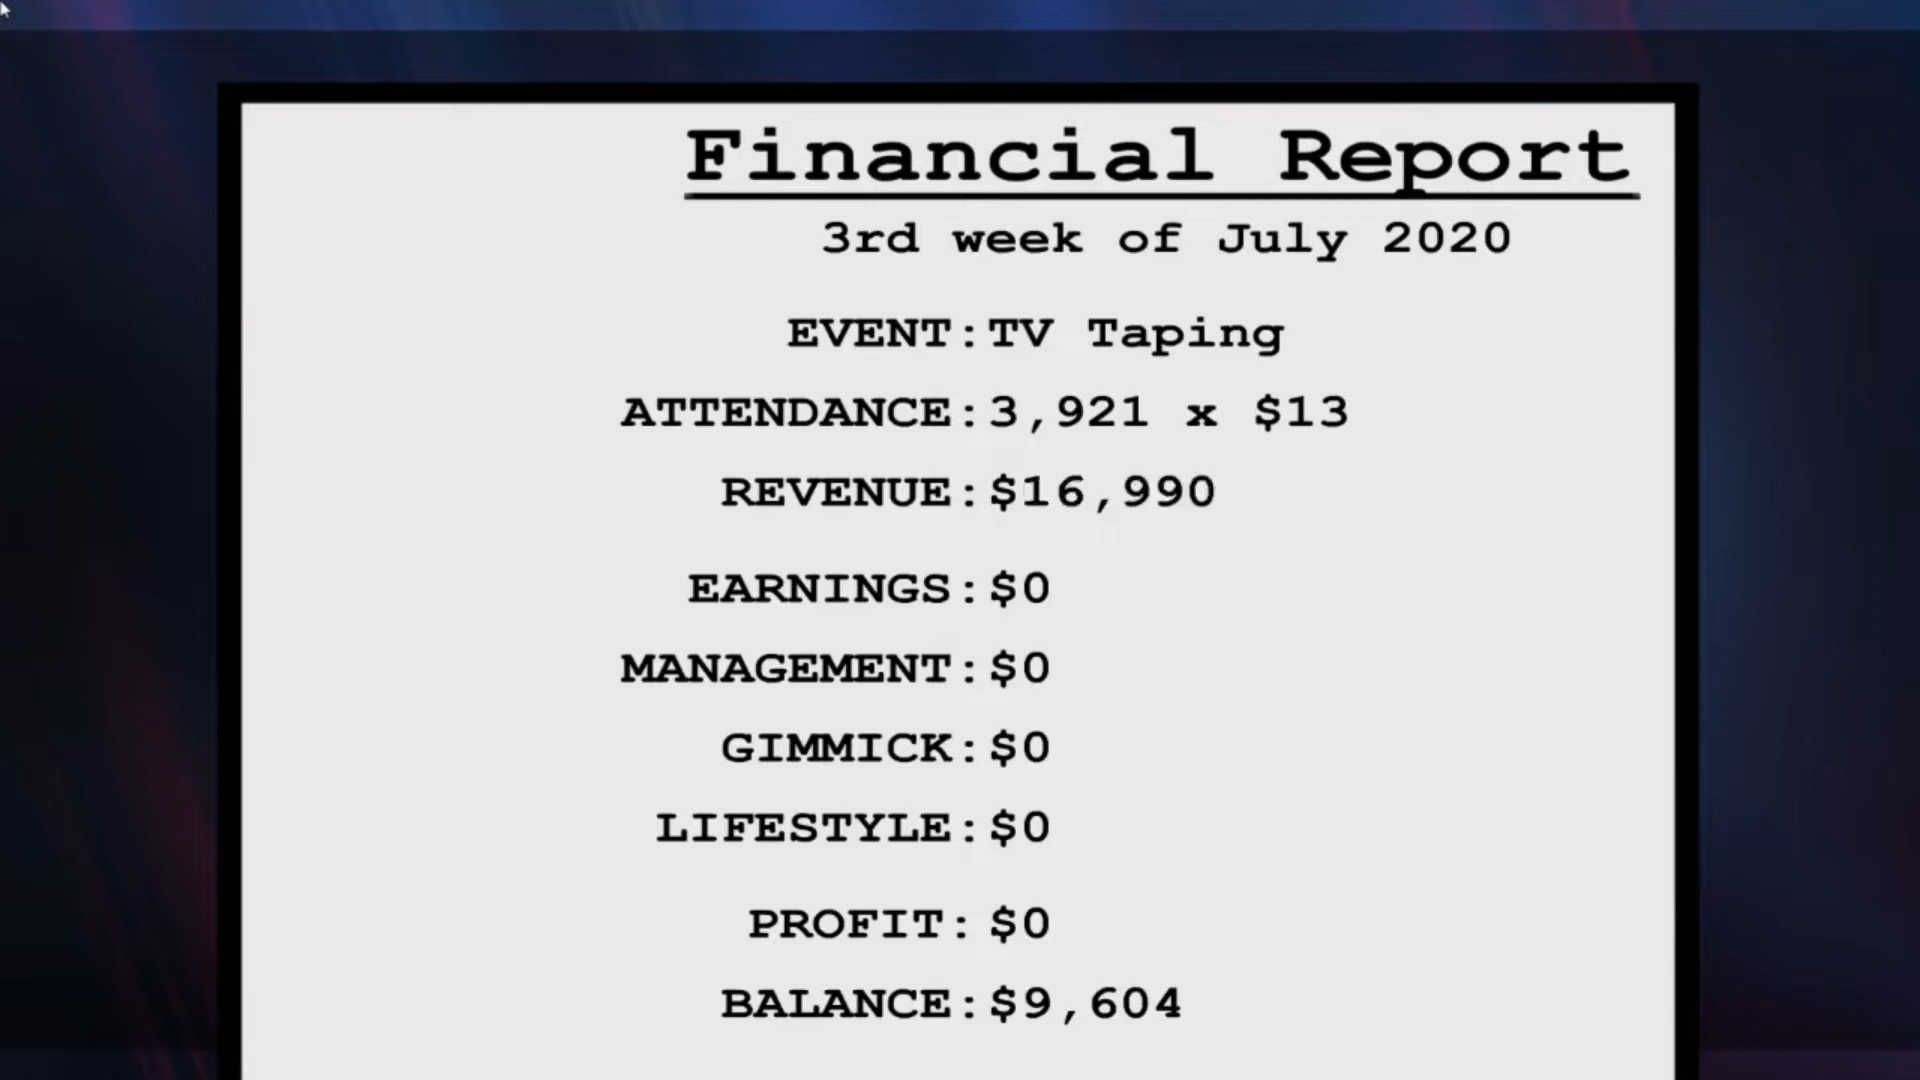 Financial Report
3rd week of July 2020
EVENT: TV Taping
ATTENDANCE: 3,921 x $13
REVENUE: $16,990
EARNINGS: $0
MANAGEMENT: $0
GIMMICK: $0
LIFESTYLE: $0
PROFIT: $0
BALANCE: $9,604